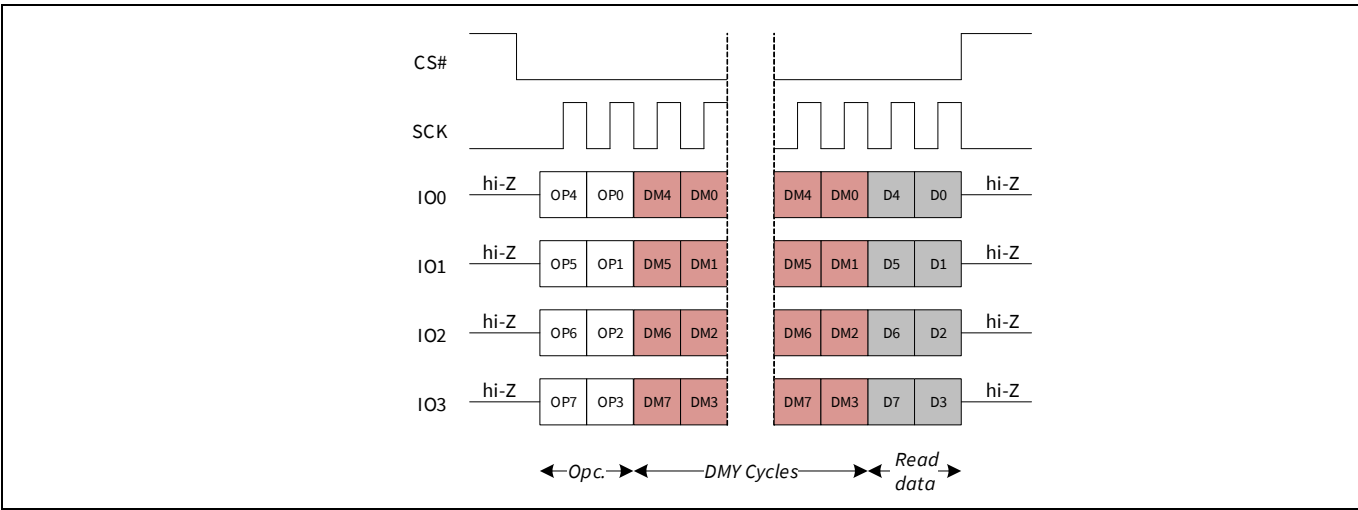 CS#
SCK
IO0 hi-Z OP4 OP0 DM4 DM0 DM4 DM0 D4 D0 hi-Z
IO1 hi-Z OP5 OP1 DM5 DM1 DM5 DM1 D5 D1 hi-Z
IO2 hi-Z OP6 OP2 DM6 DM2 DM6 DM2 D6 D2 hi-Z
IO3 hi-Z OP7 OP3 DM7 DM3 DM7 DM3 D7 D3 hi-Z
Opc. DMY Cycles Read
data